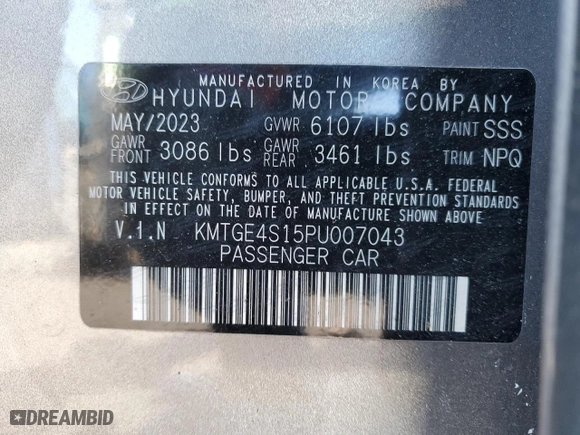 MANUFACTURED IN KOREA BY
HYUNDAI MOTOR COMPANY
MAY/2023 GVWR 6107 lbs PAINT SSS
GAWR FRONT 3086 lbs GAWR REAR 3461 lbs TRIM NPQ
THIS VEHICLE CONFORMS TO ALL APPLICABLE U.S.A. FEDERAL
MOTOR VEHICLE SAFETY, BUMPER, AND THEFT PREVENTION STANDARDS
IN EFFECT ON THE DATE OF MANUFACTURE SHOWN ABOVE
V.I.N KMTGE4S15PU007043
PASSENGER CAR
DREAMBID